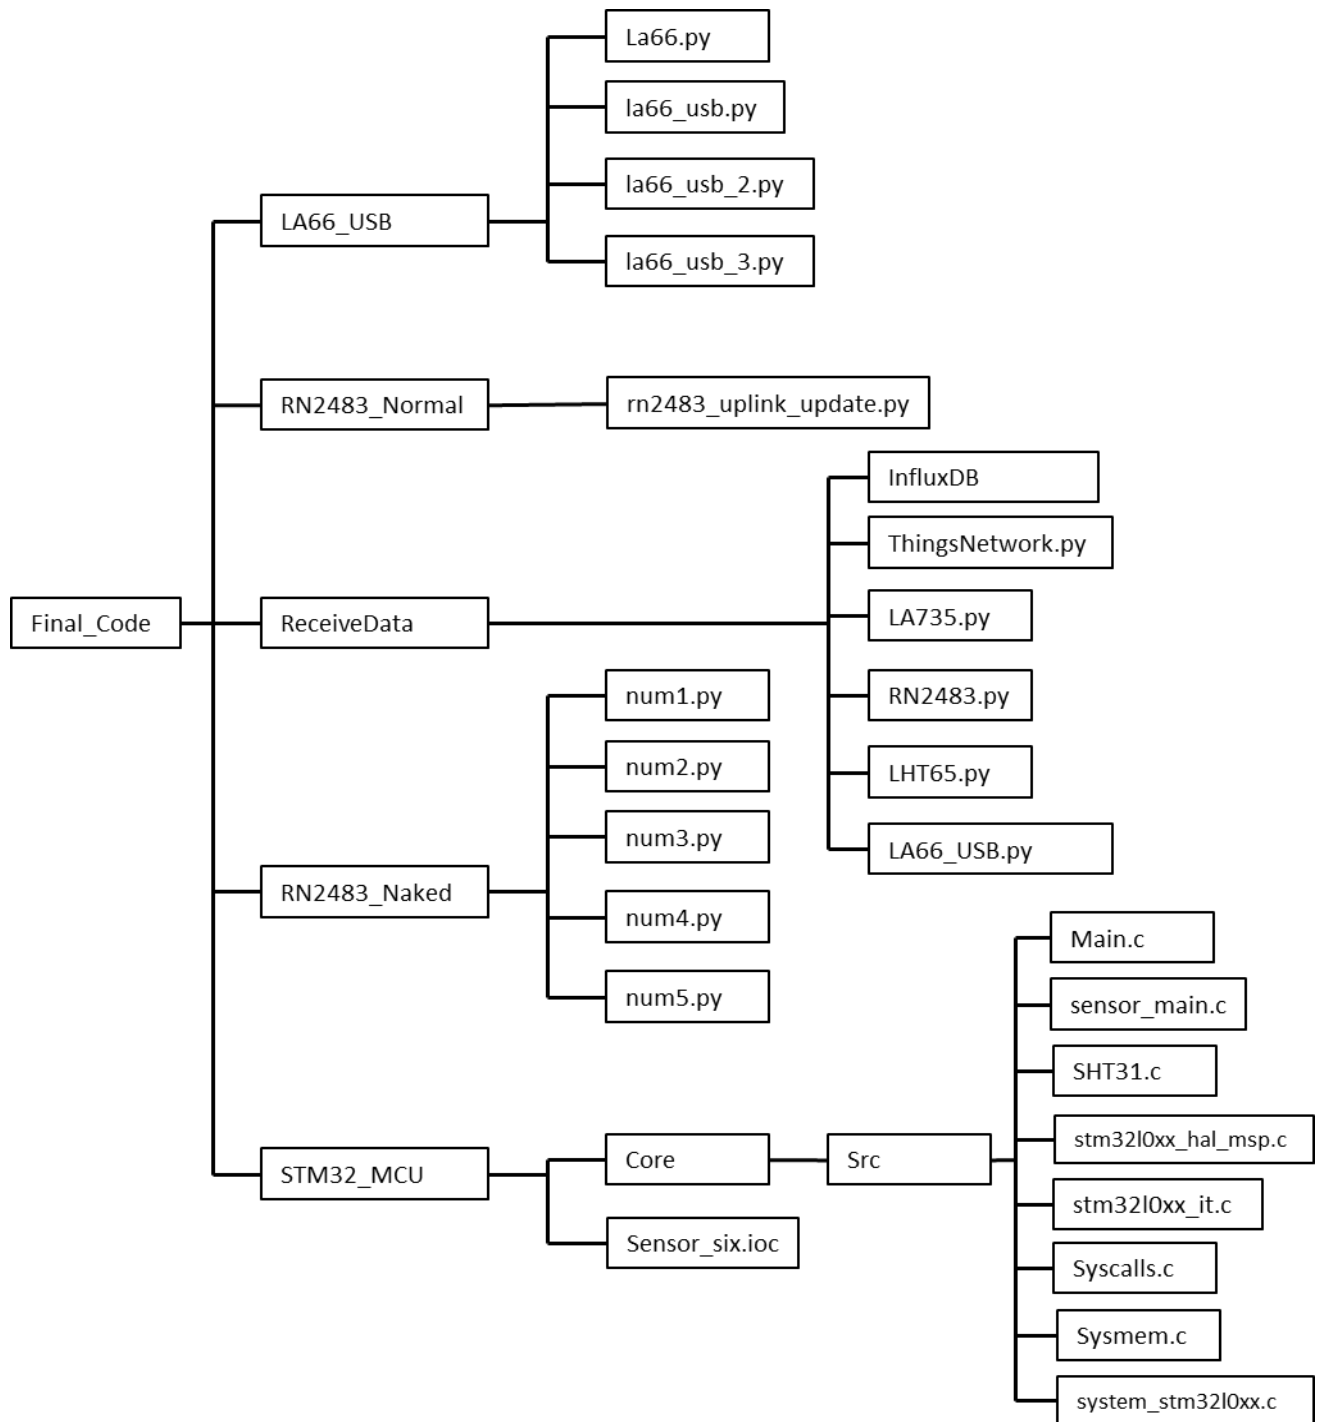 La66.py
la66_usb.py
la66_usb_2.py
LA66_USB
la66_usb_3.py
RN2483_Normal
rn2483_uplink_update.py
InfluxDB
ThingsNetwork.py
LA735.py
Final_Code
ReceiveData
num1.py
RN2483.py
num2.py
LHT65.py
num3.py
LA66_USB.py
RN2483_Naked
num4.py
num5.py
Main.c
sensor_main.c
SHT31.c
stm32l0xx_hal_msp.c
STM32_MCU
Core
Src
stm32l0xx_it.c
Sensor_six.ioc
Syscalls.c
Sysmem.c
system_stm32l0xx.c